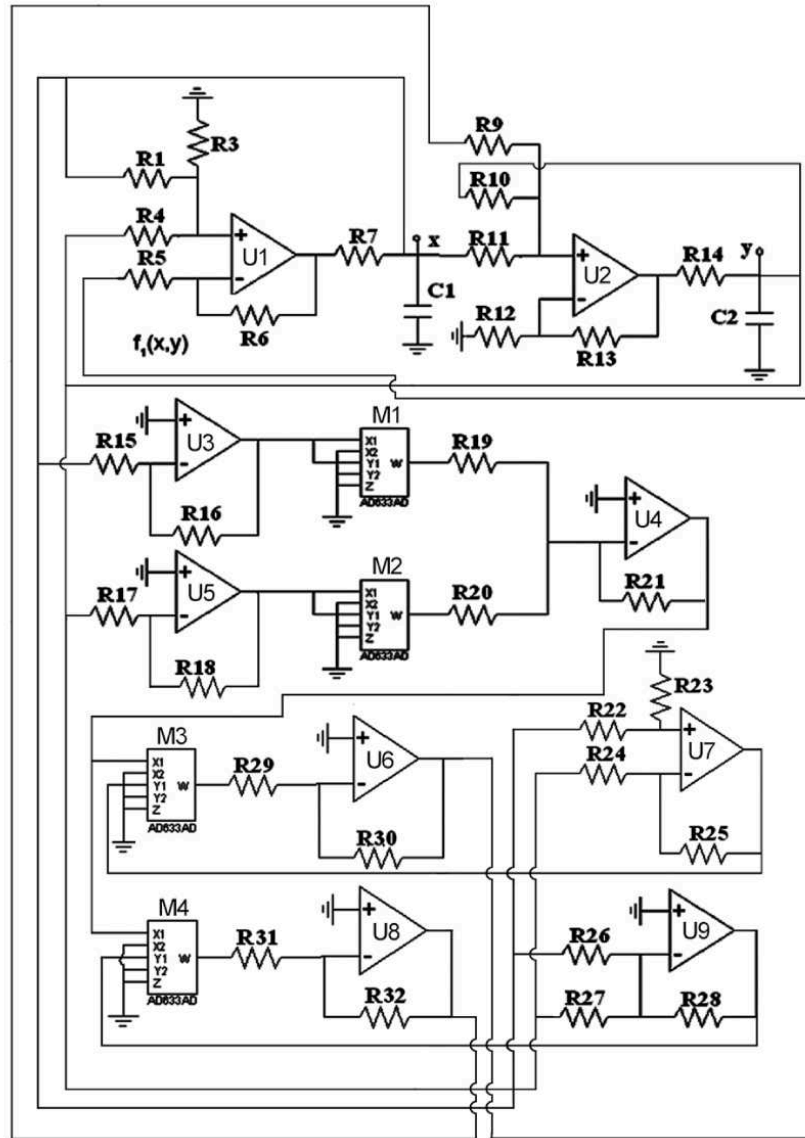 R9
R3
R10
R1
R4
R5
+
-
U1
R7
x
R11
+
-
U2
R14
y
C1
R12
R13
C2
R6
f₁(x,y)
M1
R15
+
-
U3
X1
X2
Y1
Y2
Z
W
AD633AD
R19
R16
+
-
U4
M2
R17
+
-
U5
X1
X2
Y1
Y2
Z
W
AD633AD
R20
R21
R18
R23
M3
R22
R24
+
-
U7
X1
X2
Y1
Y2
Z
W
AD633AD
R29
+
-
U6
R30
R25
M4
X1
X2
Y1
Y2
Z
W
AD633AD
R31
+
-
U8
R32
R26
+
-
U9
R27
R28